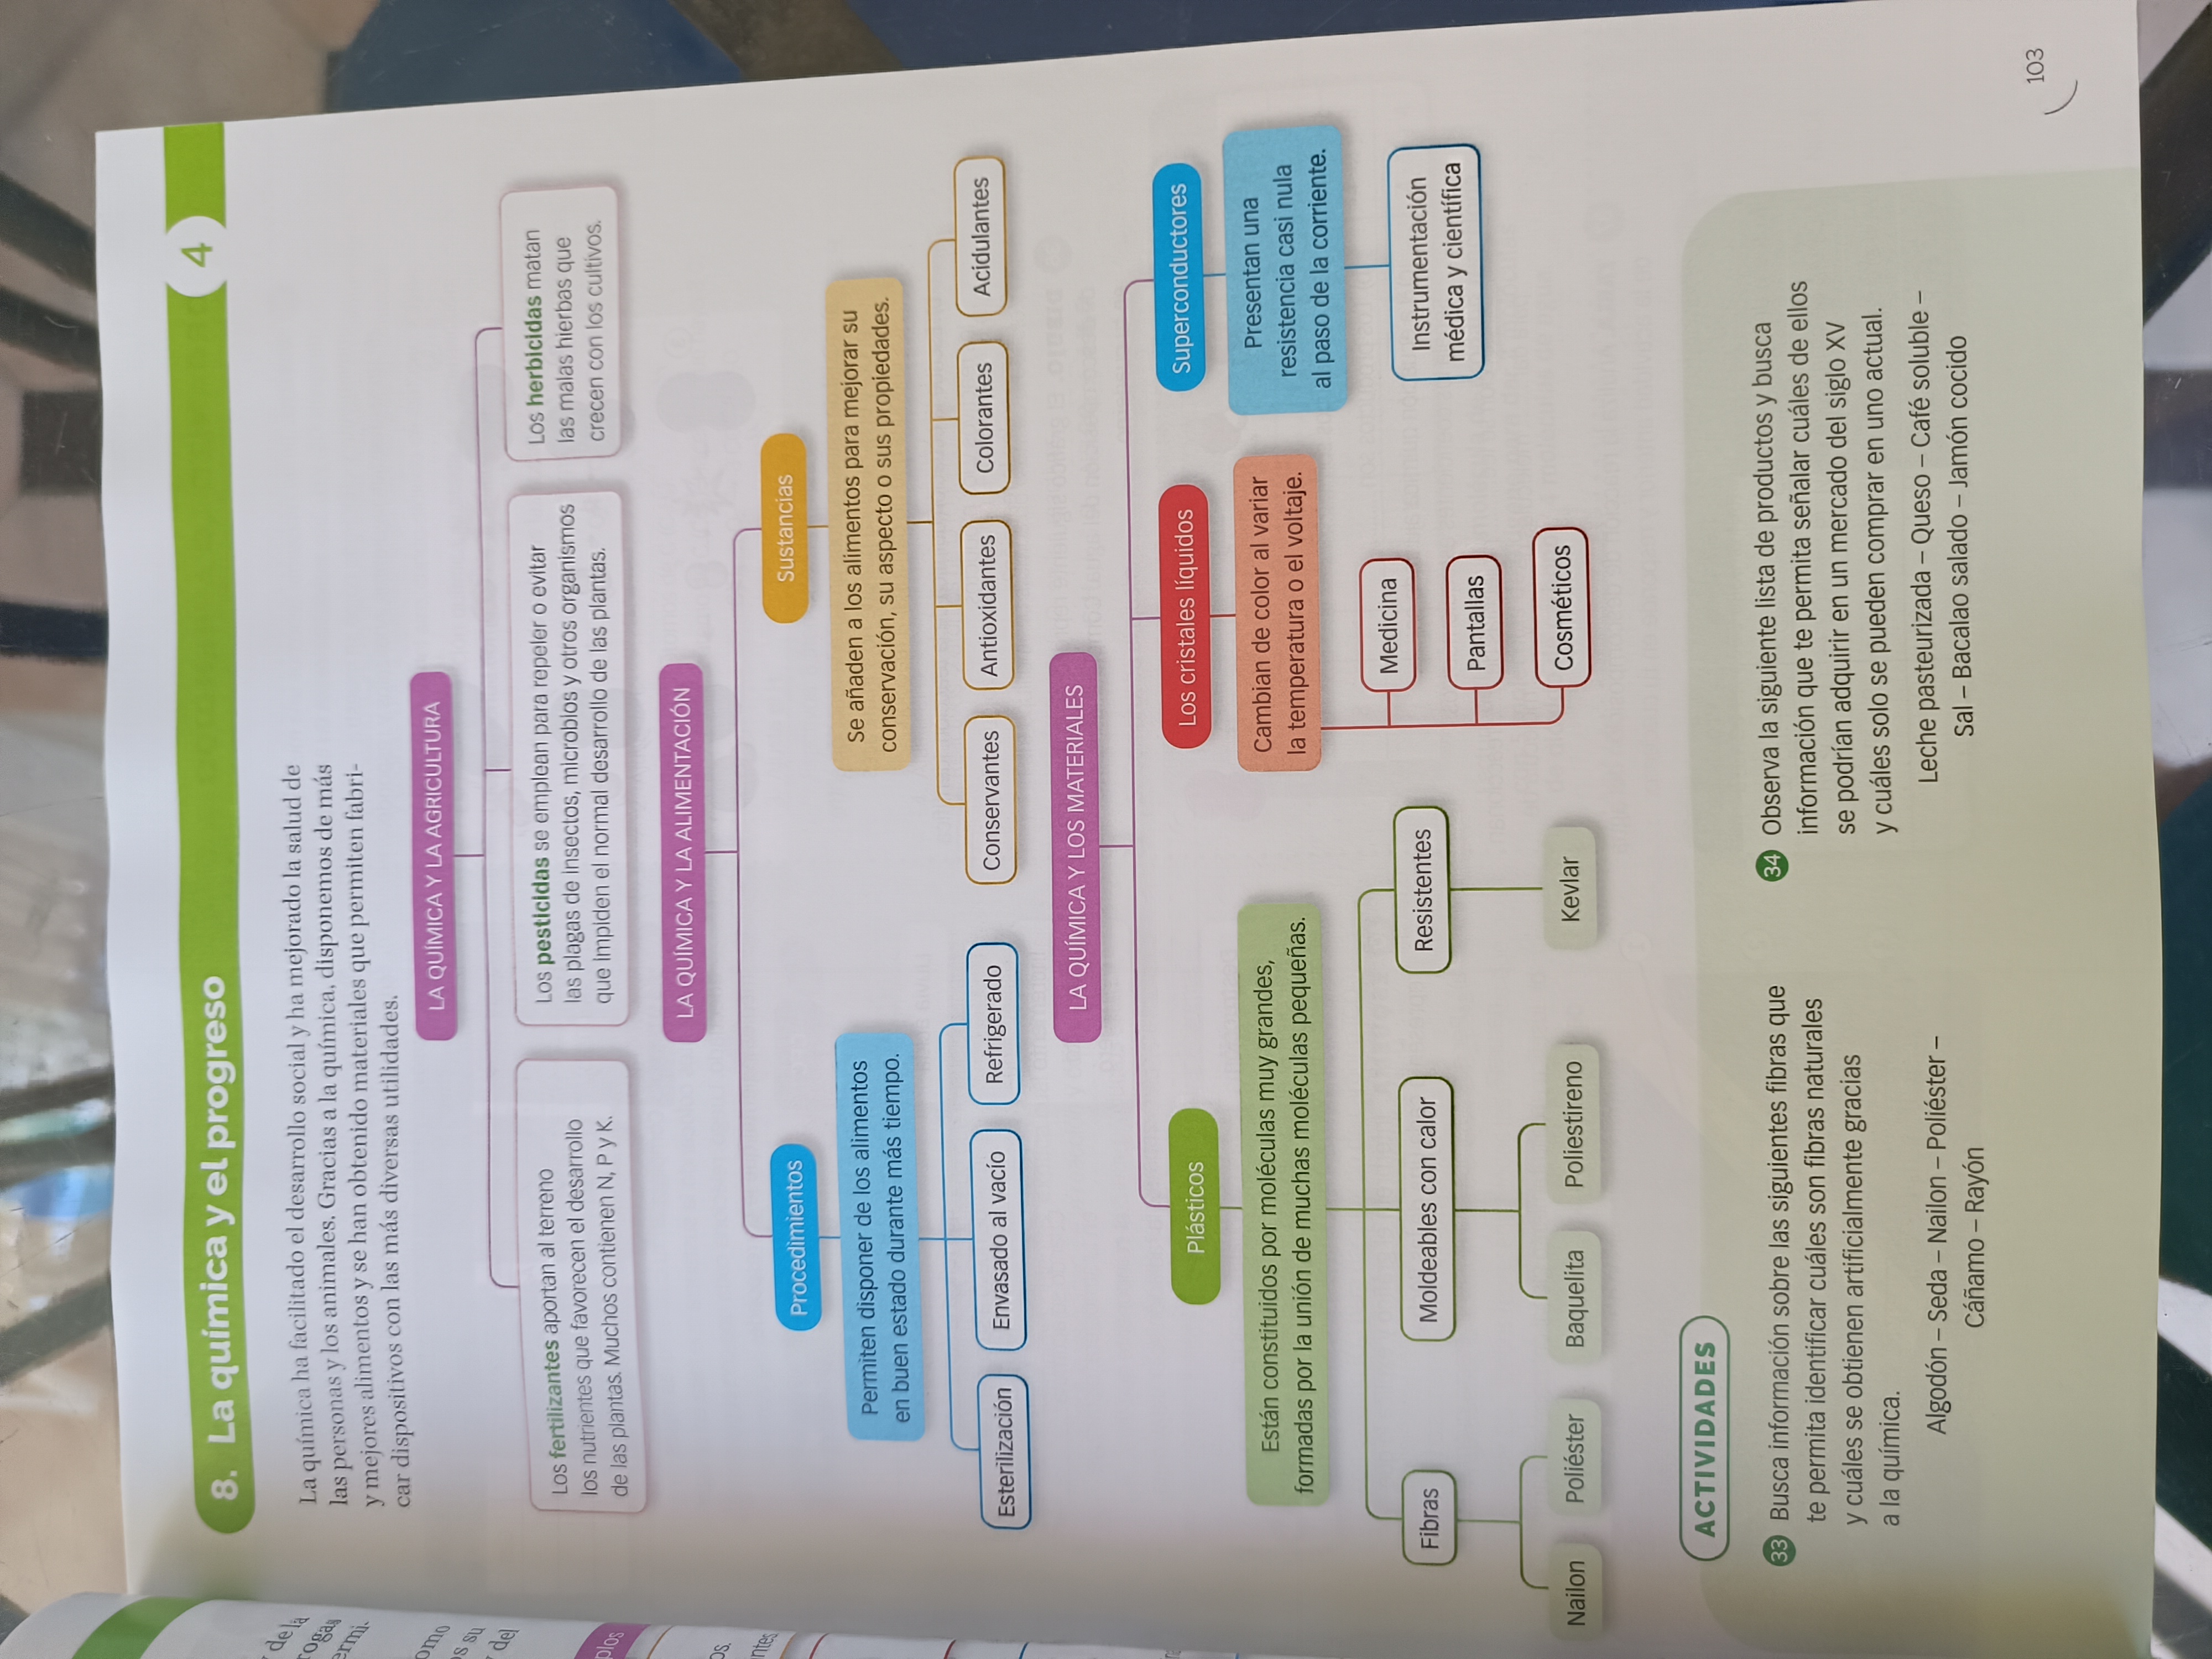 8. La química y el progreso
4
La química ha facilitado el desarrollo social y ha mejorado la salud de
las personas y los animales. Gracias a la química, disponemos de más
y mejores alimentos y se han obtenido materiales que permiten fabri-
car dispositivos con las más diversas utilidades.
LA QUÍMICA Y LA AGRICULTURA
Los fertilizantes aportan al terreno
los nutrientes que favorecen el desarrollo
de las plantas. Muchos contienen N, P y K.
Los pesticidas se emplean para repeler o evitar
las plagas de insectos, microbios y otros organismos
que impiden el normal desarrollo de las plantas.
Los herbicidas matan
las malas hierbas que
crecen con los cultivos.
LA QUÍMICA Y LA ALIMENTACIÓN
Procedimientos
Permiten disponer de los alimentos
en buen estado durante más tiempo.
Esterilización
Envasado al vacío
Refrigerado
Sustancias
Se añaden a los alimentos para mejorar su
conservación, su aspecto o sus propiedades.
Conservantes
Antioxidantes
Colorantes
Acidulantes
LA QUÍMICA Y LOS MATERIALES
Plásticos
Están constituidos por moléculas muy grandes,
formadas por la unión de muchas moléculas pequeñas.
Fibras
Moldeables con calor
Resistentes
Nailon
Poliéster
Baquelita
Poliestireno
Kevlar
Los cristales líquidos
Cambian de color al variar
la temperatura o el voltaje.
Medicina
Pantallas
Cosméticos
Superconductores
Presentan una
resistencia casi nula
al paso de la corriente.
Instrumentación
médica y científica
ACTIVIDADES
33 Busca información sobre las siguientes fibras que
te permita identificar cuáles son fibras naturales
y cuáles se obtienen artificialmente gracias
a la química.
Algodón – Seda – Nailon – Poliéster –
Cáñamo – Rayón
34 Observa la siguiente lista de productos y busca
información que te permita señalar cuáles de ellos
se podrían adquirir en un mercado del siglo XV
y cuáles solo se pueden comprar en uno actual.
Leche pasteurizada – Queso – Café soluble –
Sal – Bacalao salado – Jamón cocido
103